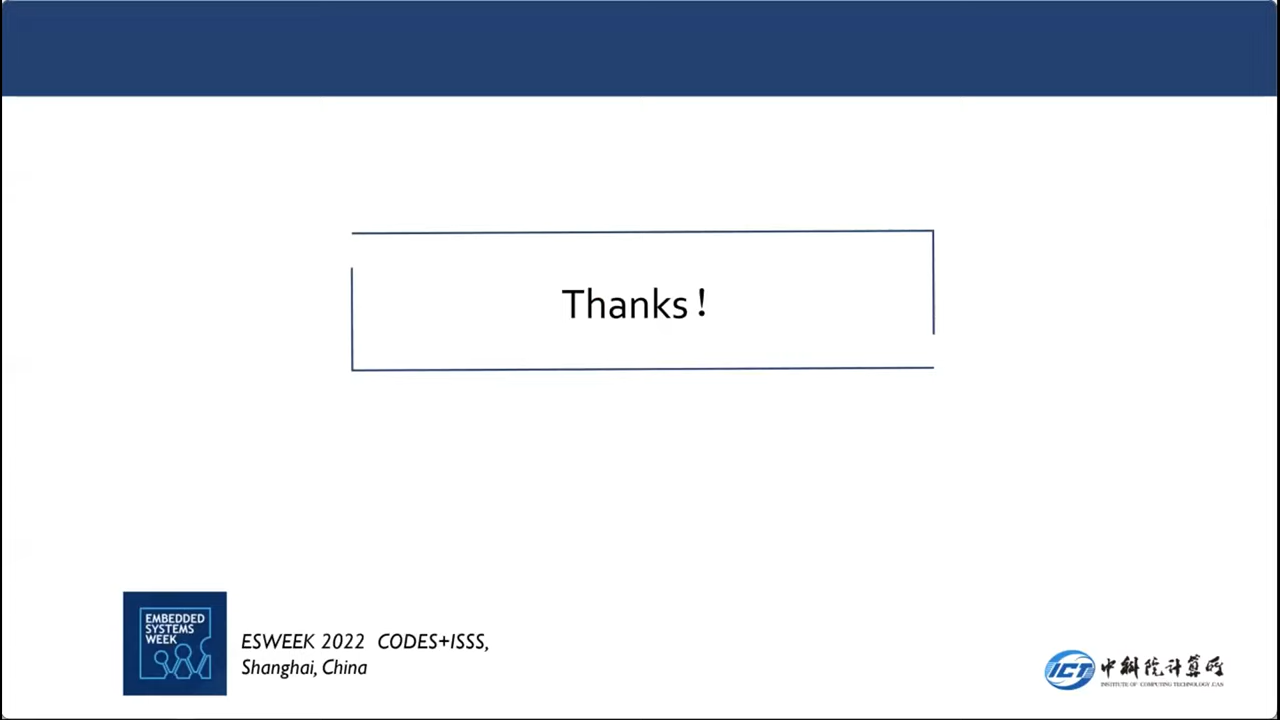 Thanks！
EMBEDDED
SYSTEMS
WEEK
ESWEEK 2022 CODES+ISSS,
Shanghai, China
ICT 中科院计算所
INSTITUTE OF COMPUTING TECHNOLOGY ,CAS